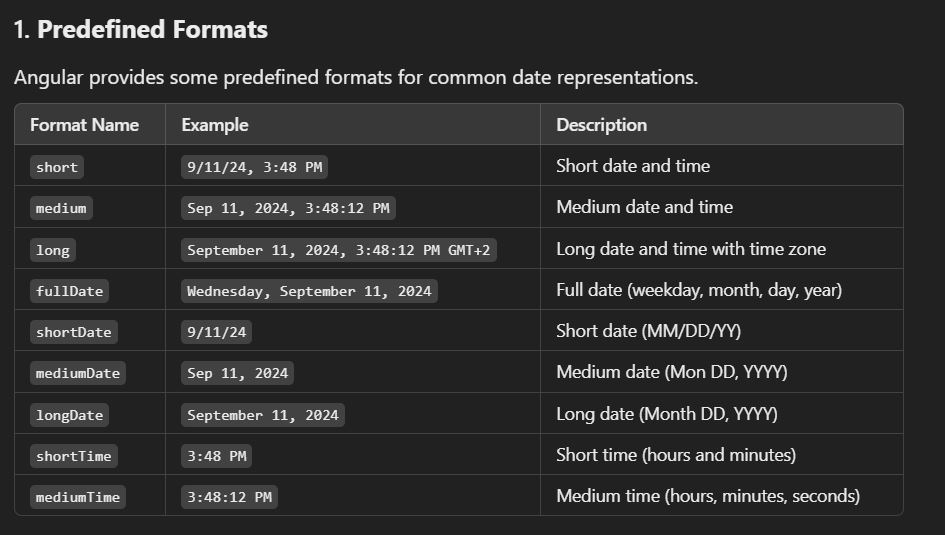 1. Predefined Formats
Angular provides some predefined formats for common date representations.
Format Name Example Description
short 9/11/24, 3:48 PM Short date and time
medium Sep 11, 2024, 3:48:12 PM Medium date and time
long September 11, 2024, 3:48:12 PM GMT+2 Long date and time with time zone
fullDate Wednesday, September 11, 2024 Full date (weekday, month, day, year)
shortDate 9/11/24 Short date (MM/DD/YY)
mediumDate Sep 11, 2024 Medium date (Mon DD, YYYY)
longDate September 11, 2024 Long date (Month DD, YYYY)
shortTime 3:48 PM Short time (hours and minutes)
mediumTime 3:48:12 PM Medium time (hours, minutes, seconds)